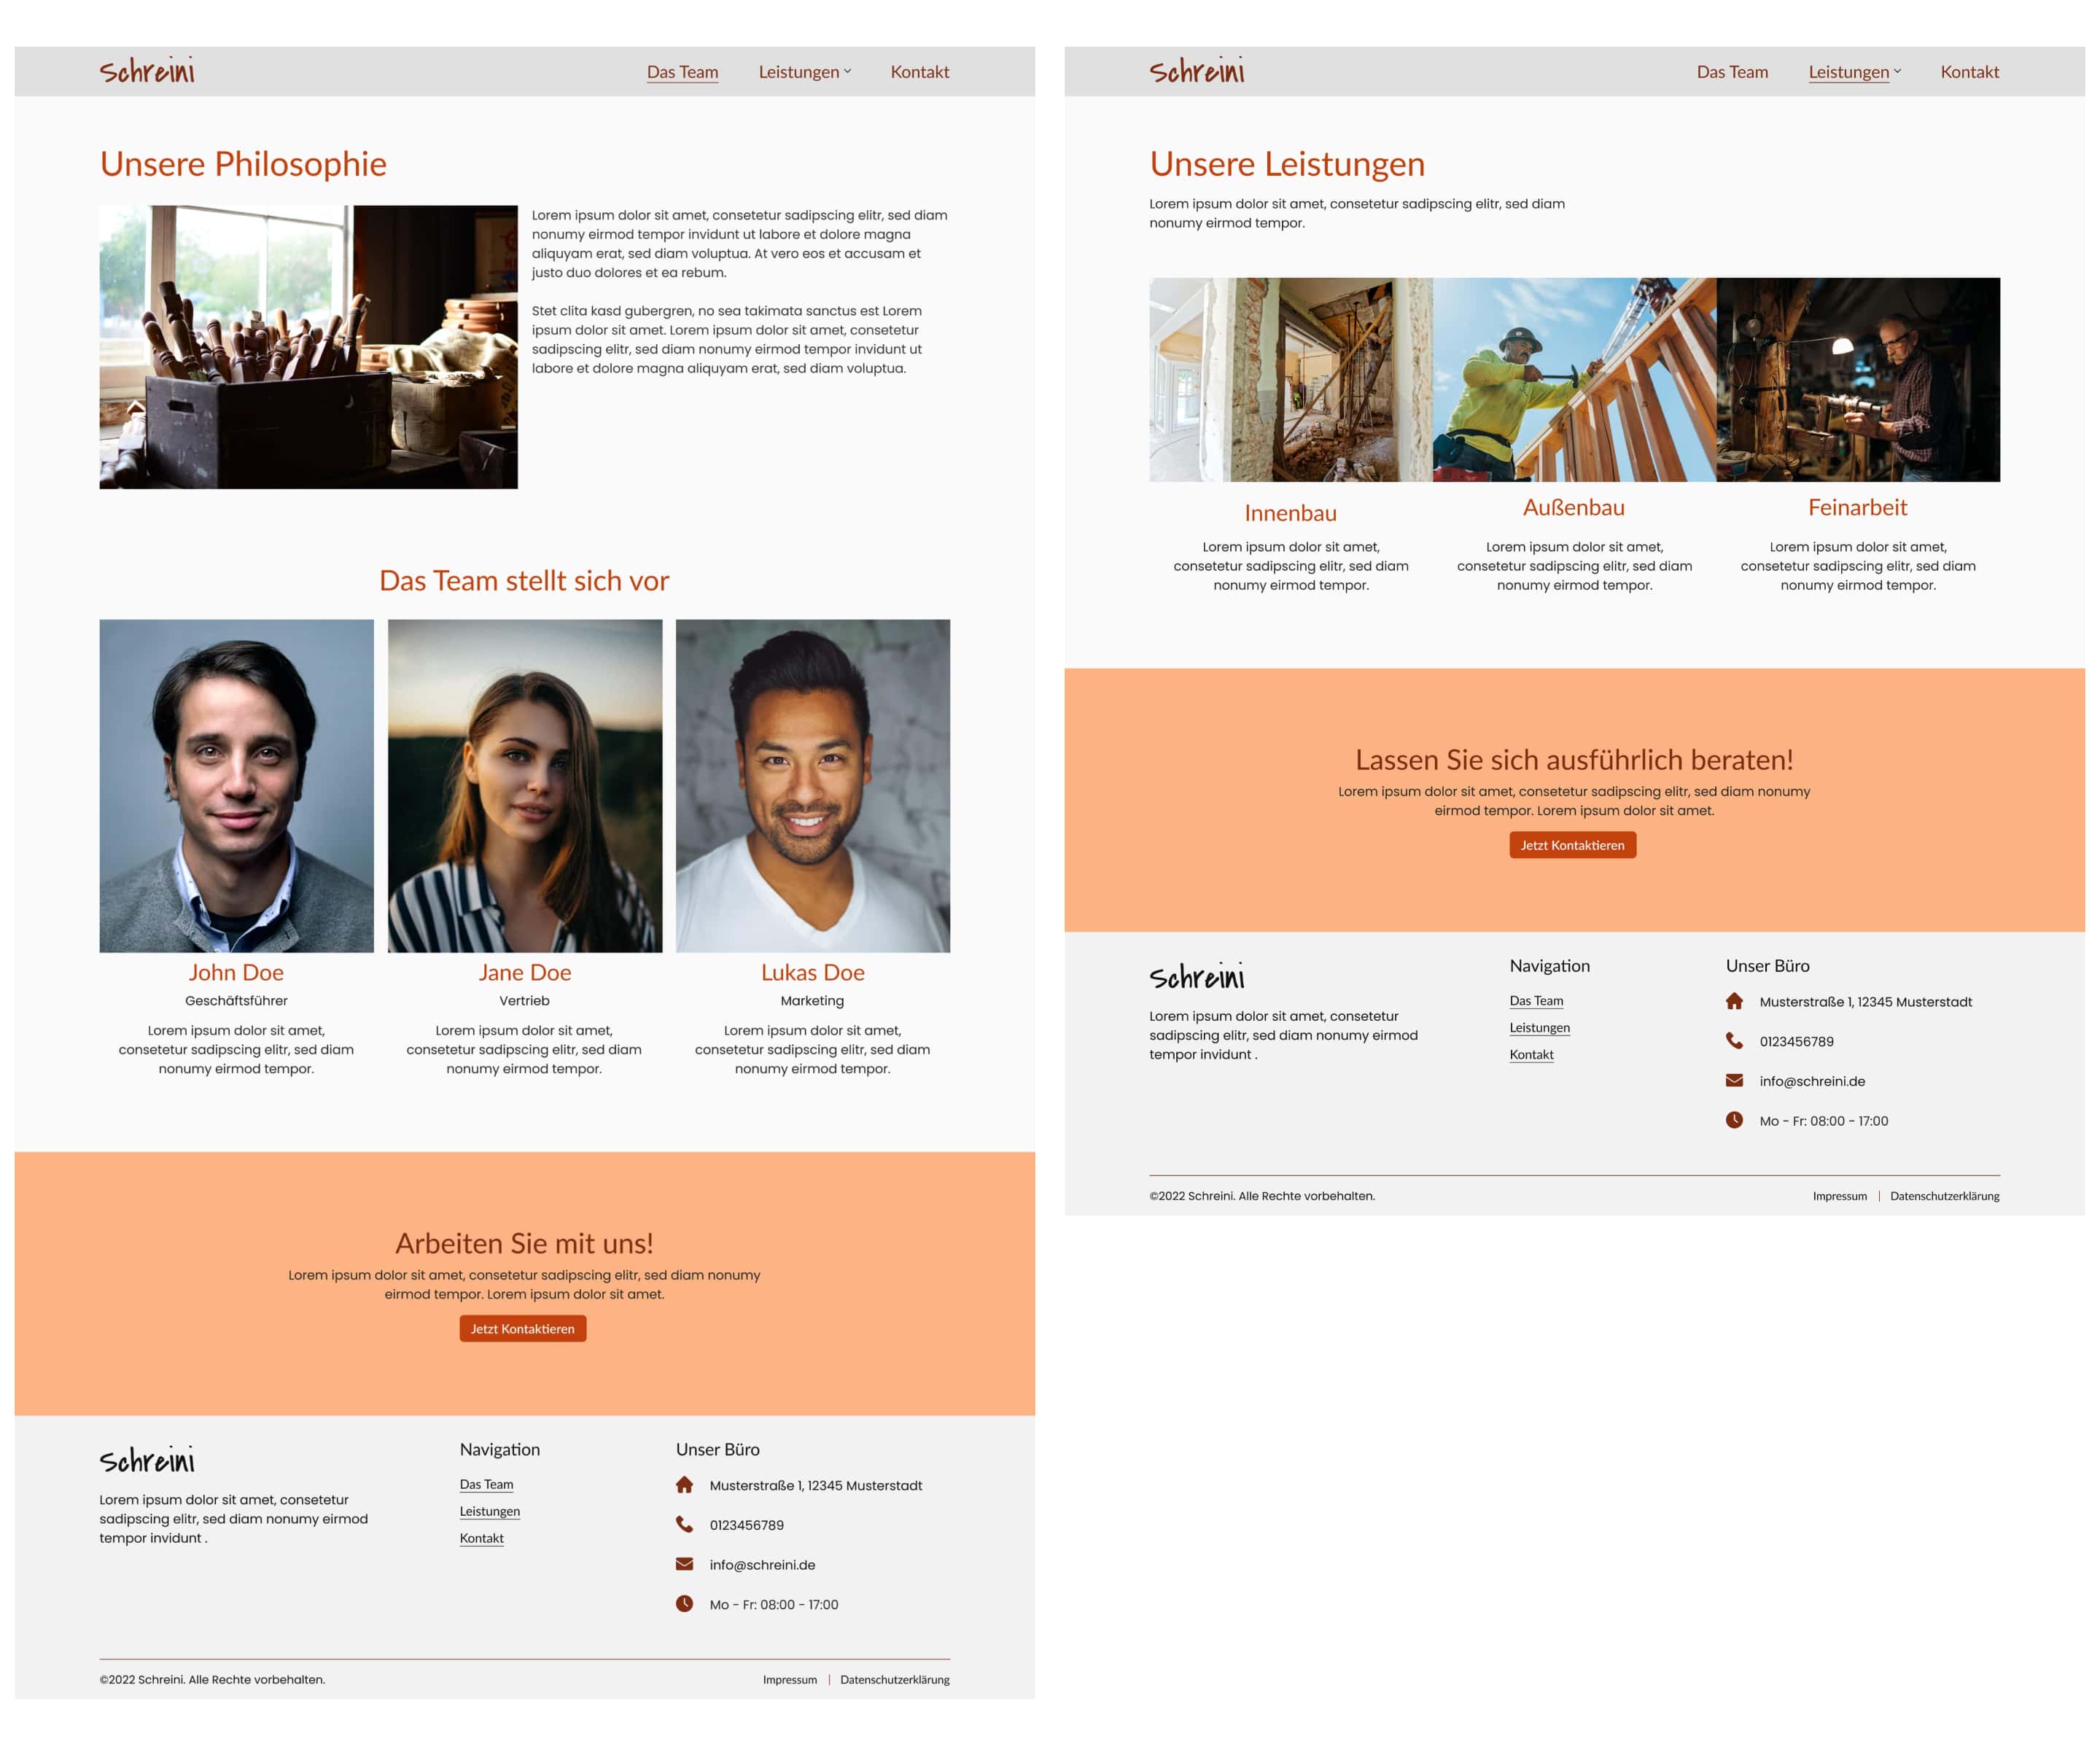 Schreini
Das Team Leistungen Kontakt
Unsere Philosophie
Lorem ipsum dolor sit amet, consetetur sadipscing elitr, sed diam
nonumy eirmod tempor invidunt ut labore et dolore magna
aliquyam erat, sed diam voluptua. At vero eos et accusam et
justo duo dolores et ea rebum.
Stet clita kasd gubergren, no sea takimata sanctus est Lorem
ipsum dolor sit amet. Lorem ipsum dolor sit amet, consetetur
sadipscing elitr, sed diam nonumy eirmod tempor invidunt ut
labore et dolore magna aliquyam erat, sed diam voluptua.
Das Team stellt sich vor
John Doe
Geschäftsführer
Lorem ipsum dolor sit amet,
consetetur sadipscing elitr, sed diam
nonumy eirmod tempor.
Jane Doe
Vertrieb
Lorem ipsum dolor sit amet,
consetetur sadipscing elitr, sed diam
nonumy eirmod tempor.
Lukas Doe
Marketing
Lorem ipsum dolor sit amet,
consetetur sadipscing elitr, sed diam
nonumy eirmod tempor.
Arbeiten Sie mit uns!
Lorem ipsum dolor sit amet, consetetur sadipscing elitr, sed diam nonumy
eirmod tempor. Lorem ipsum dolor sit amet.
Jetzt Kontaktieren
Schreini
Lorem ipsum dolor sit amet, consetetur
sadipscing elitr, sed diam nonumy eirmod
tempor invidunt .
Navigation
Das Team
Leistungen
Kontakt
Unser Büro
Musterstraße 1, 12345 Musterstadt
0123456789
info@schreini.de
Mo - Fr: 08:00 - 17:00
©2022 Schreini. Alle Rechte vorbehalten.
Impressum | Datenschutzerklärung
Schreini
Das Team Leistungen Kontakt
Unsere Leistungen
Lorem ipsum dolor sit amet, consetetur sadipscing elitr, sed diam
nonumy eirmod tempor.
Innenbau
Lorem ipsum dolor sit amet,
consetetur sadipscing elitr, sed diam
nonumy eirmod tempor.
Außenbau
Lorem ipsum dolor sit amet,
consetetur sadipscing elitr, sed diam
nonumy eirmod tempor.
Feinarbeit
Lorem ipsum dolor sit amet,
consetetur sadipscing elitr, sed diam
nonumy eirmod tempor.
Lassen Sie sich ausführlich beraten!
Lorem ipsum dolor sit amet, consetetur sadipscing elitr, sed diam nonumy
eirmod tempor. Lorem ipsum dolor sit amet.
Jetzt Kontaktieren
Schreini
Lorem ipsum dolor sit amet, consetetur
sadipscing elitr, sed diam nonumy eirmod
tempor invidunt .
Navigation
Das Team
Leistungen
Kontakt
Unser Büro
Musterstraße 1, 12345 Musterstadt
0123456789
info@schreini.de
Mo - Fr: 08:00 - 17:00
©2022 Schreini. Alle Rechte vorbehalten.
Impressum | Datenschutzerklärung